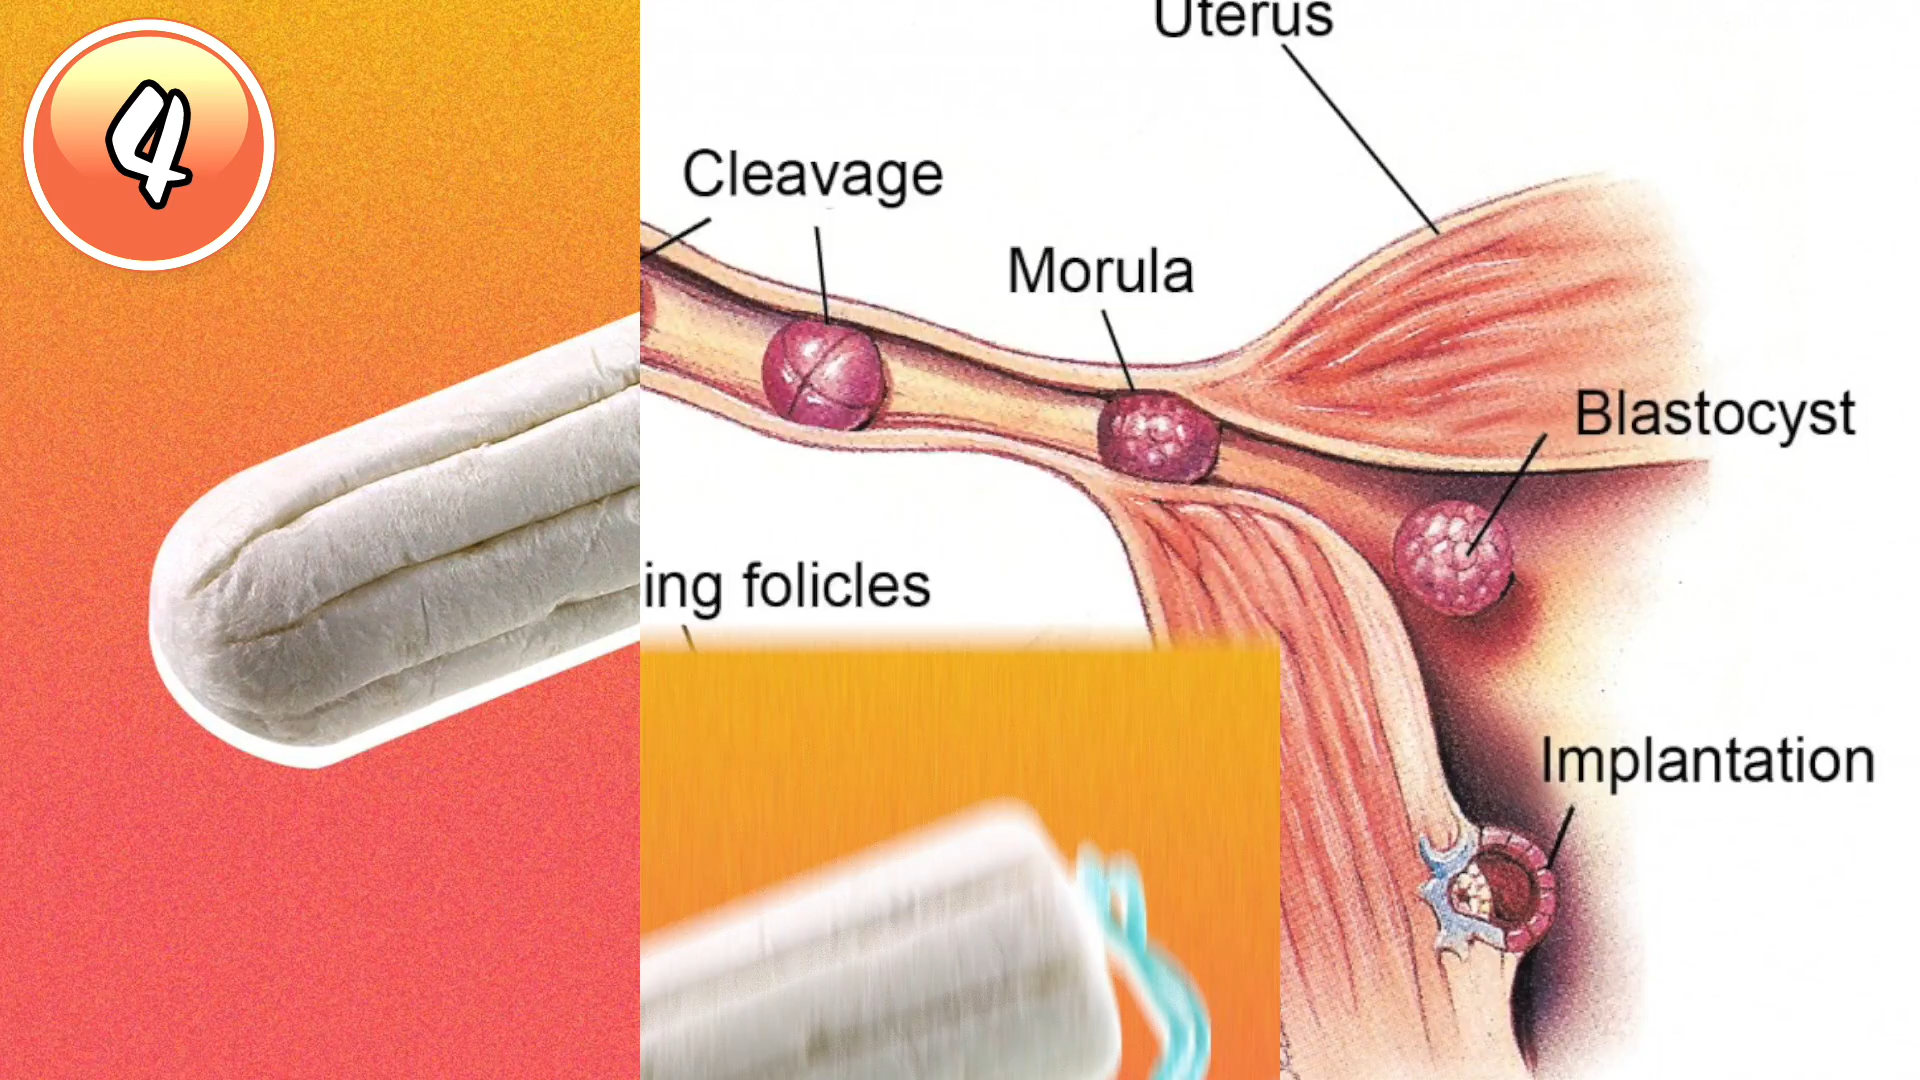 4
Uterus
Cleavage
Morula
Blastocyst
ing folicles
Implantation